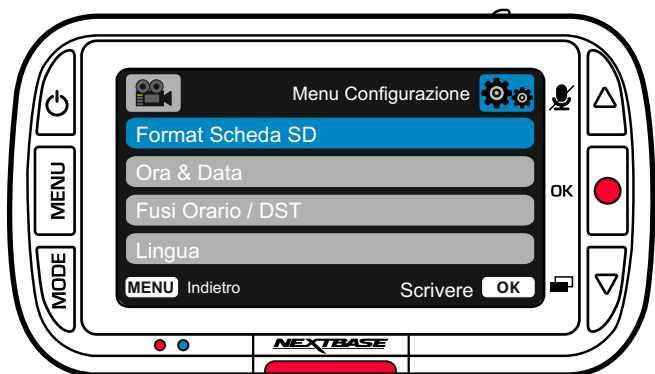 Menu Configurazione
Format Scheda SD
Ora & Data
Fusi Orario / DST
Lingua
MENU Indietro
Scrivere OK
MENU
MODE
OK
NEXTBASE